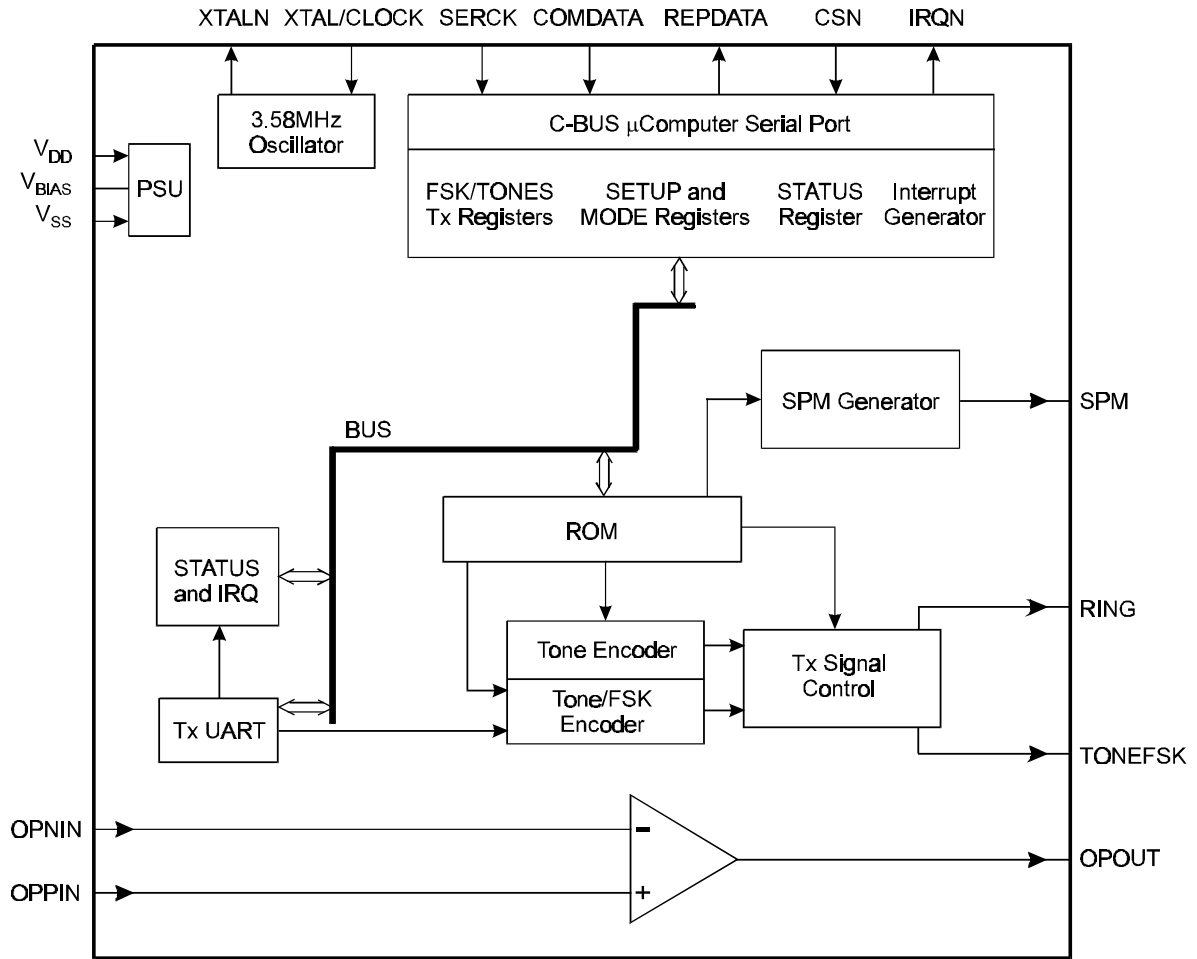 XTALN XTAL/CLOCK SERCK COMDATA REPDATA CSN IRQN
3.58MHz
Oscillator
C-BUS µComputer Serial Port
FSK/TONES
Tx Registers
SETUP and
MODE Registers
STATUS
Register
Interrupt
Generator
VDD
VBIAS
VSS
PSU
SPM Generator
SPM
BUS
ROM
STATUS
and IRQ
Tone Encoder
Tone/FSK
Encoder
Tx Signal
Control
RING
Tx UART
TONEFSK
OPNIN
-
OPOUT
OPPIN
+